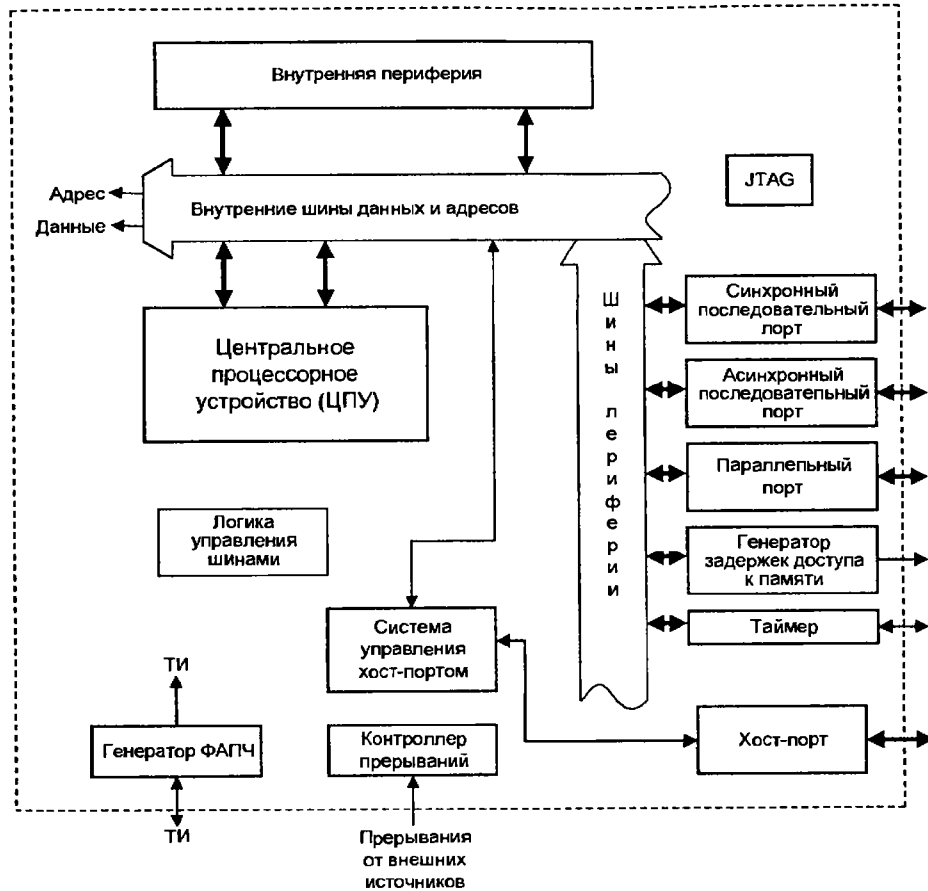 Внутренняя периферия
JTAG
Адрес
Данные
Внутренние шины данных и адресов
Центральное
процессорное
устройство (ЦПУ)
Шины периферии
Синхронный
последовательный
порт
Асинхронный
последовательный
порт
Параллельный
порт
Генератор
задержек доступа
к памяти
Таймер
Логика
управления
шинами
Система
управления
хост-портом
ТИ
Генератор ФАПЧ
ТИ
Контроллер
прерываний
Хост-порт
Прерывания
от внешних
источников